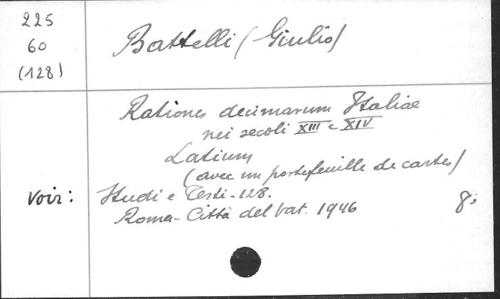 225
60
(128)
Battelli (Giulio)
Rationes decimarum Italiae
nei secoli XIII e XIV
Latium
(avec un portefeuille de cartes)
Voir: Studi e Testi - 128.
Roma - Città del Vat. 1946 8º